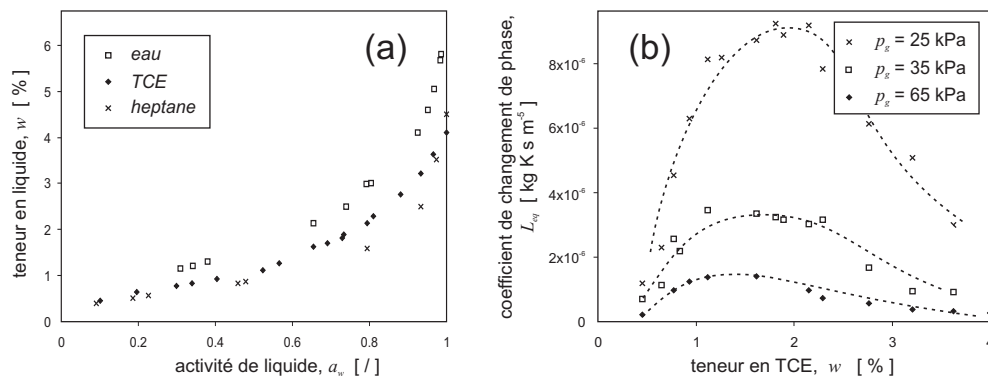 (a)
eau
TCE
heptane
teneur en liquide, w [ % ]
6
5
4
3
2
1
0
0
0.2
0.4
0.6
0.8
1
activité de liquide, a_w [ / ]
(b)
p_g = 25 kPa
p_g = 35 kPa
p_g = 65 kPa
coefficient de changement de phase,
L_eq [ kg K s m⁻⁵ ]
8x10⁻⁶
6x10⁻⁶
4x10⁻⁶
2x10⁻⁶
0
0
1
2
3
4
teneur en TCE, w [ % ]